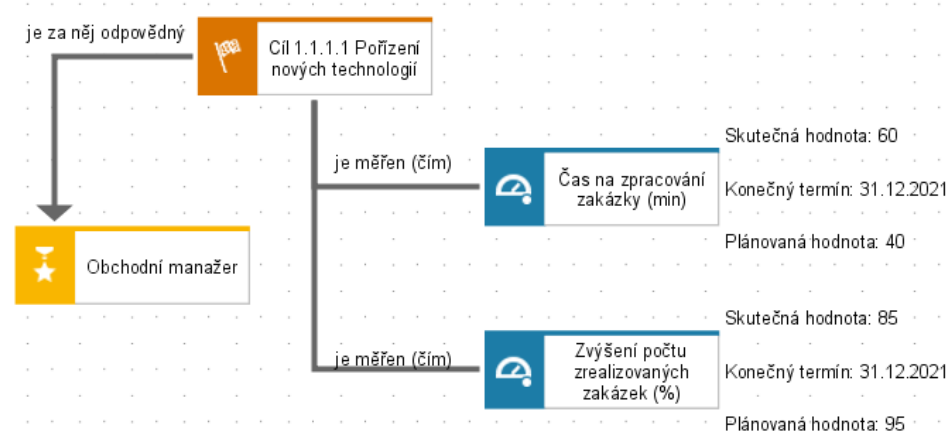 je za něj odpovědný
Cíl 1.1.1.1 Pořízení
nových technologií
je měřen (čím)
Čas na zpracování
zakázky (min)
Skutečná hodnota: 60
Konečný termín: 31.12.2021
Plánovaná hodnota: 40
Obchodní manažer
je měřen (čím)
Zvýšení počtu
zrealizovaných
zakázek (%)
Skutečná hodnota: 85
Konečný termín: 31.12.2021
Plánovaná hodnota: 95